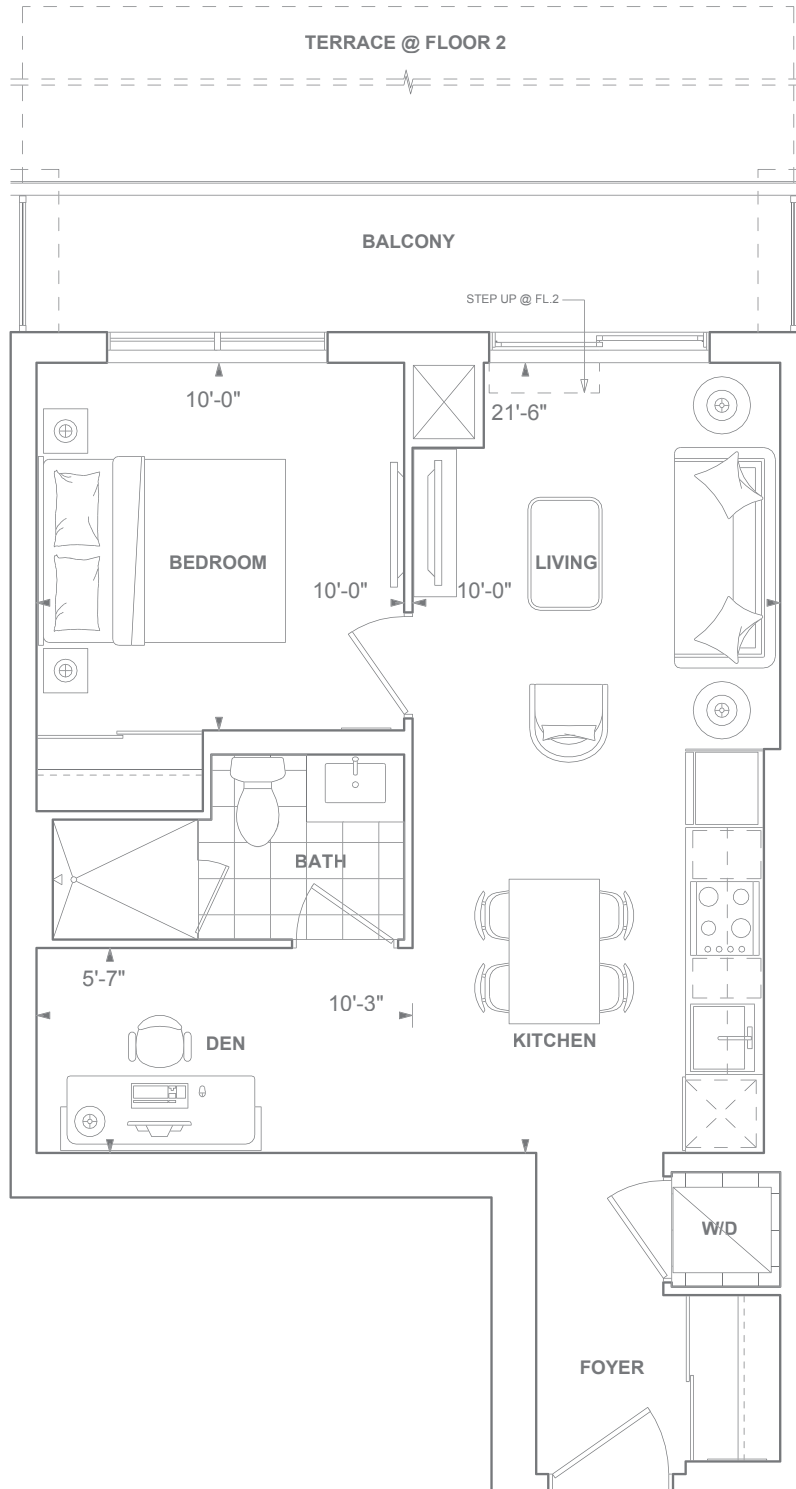 TERRACE @ FLOOR 2
BALCONY
STEP UP @ FL.2
10'-0"
21'-6"
BEDROOM
LIVING
10'-0"
10'-0"
BATH
5'-7"
10'-3"
DEN
KITCHEN
W/D
FOYER